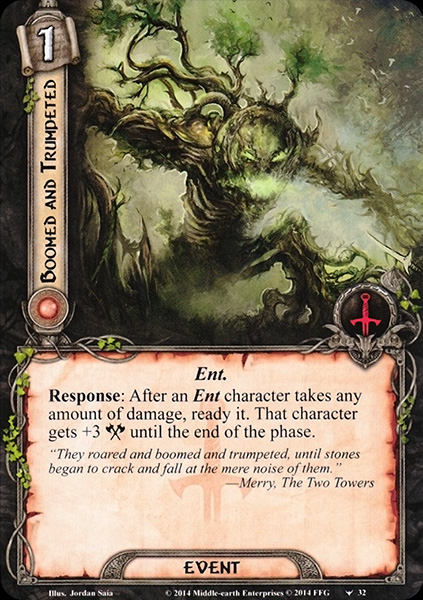 1
BOOMED AND TRUMPETED
Ent.
Response: After an Ent character takes any
amount of damage, ready it. That character
gets +3 until the end of the phase.
“They roared and boomed and trumpeted, until stones
began to crack and fall at the mere noise of them.”
—Merry, The Two Towers
EVENT
Illus. Jordan Saia © 2014 Middle-earth Enterprises © 2014 FFG 32